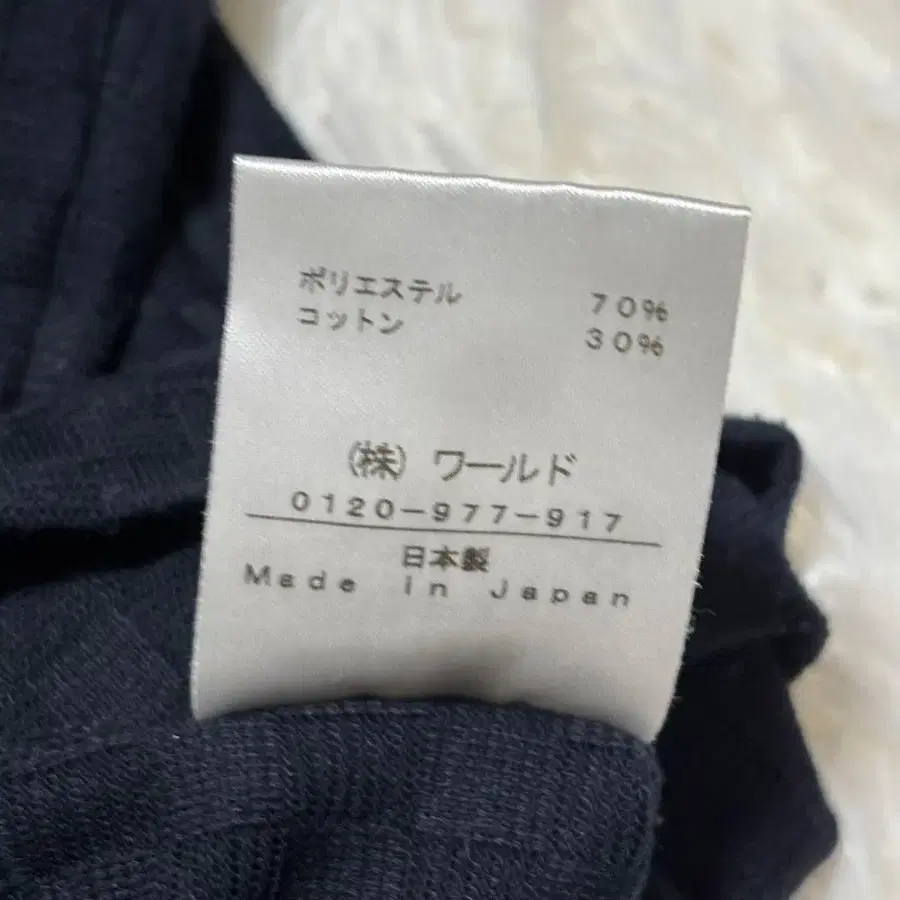 ポリエステル 70%
コットン 30%
(株) ワールド
0120-977-917
日本製
Made in Japan